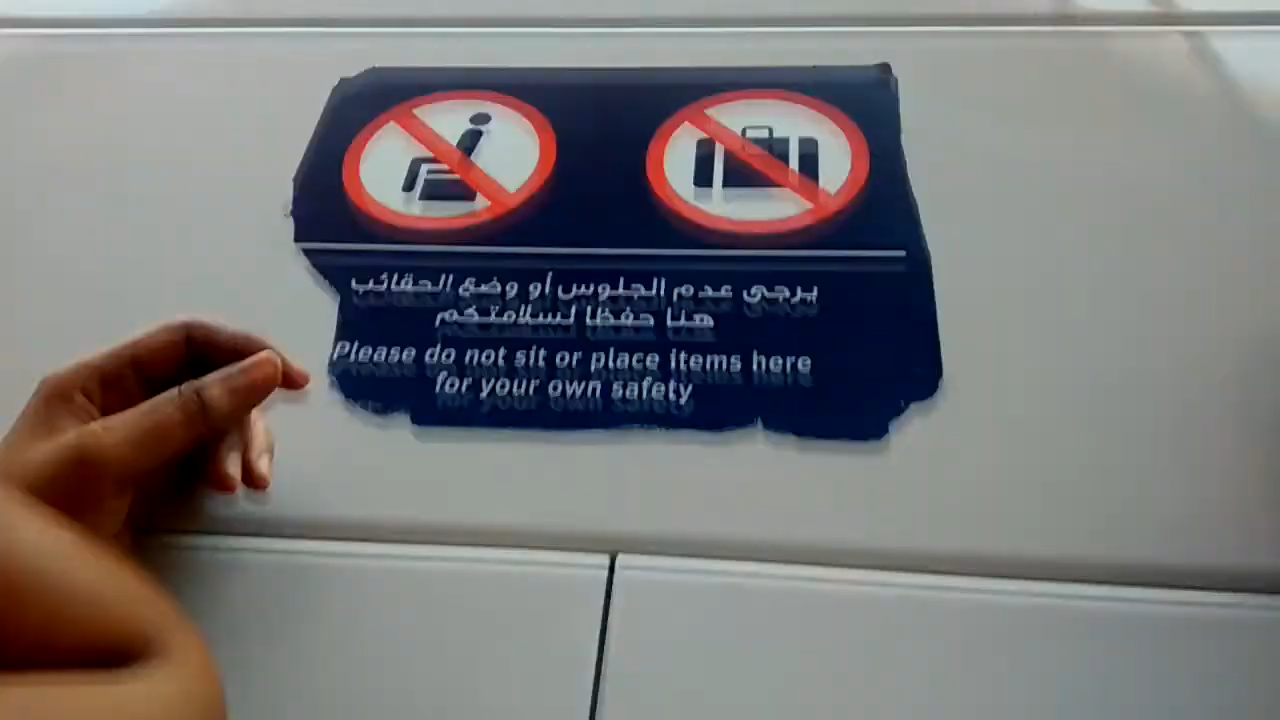 يرجى عدم الجلوس أو وضع الحقائب
هنا حفظا لسلامتكم
Please do not sit or place items here
for your own safety